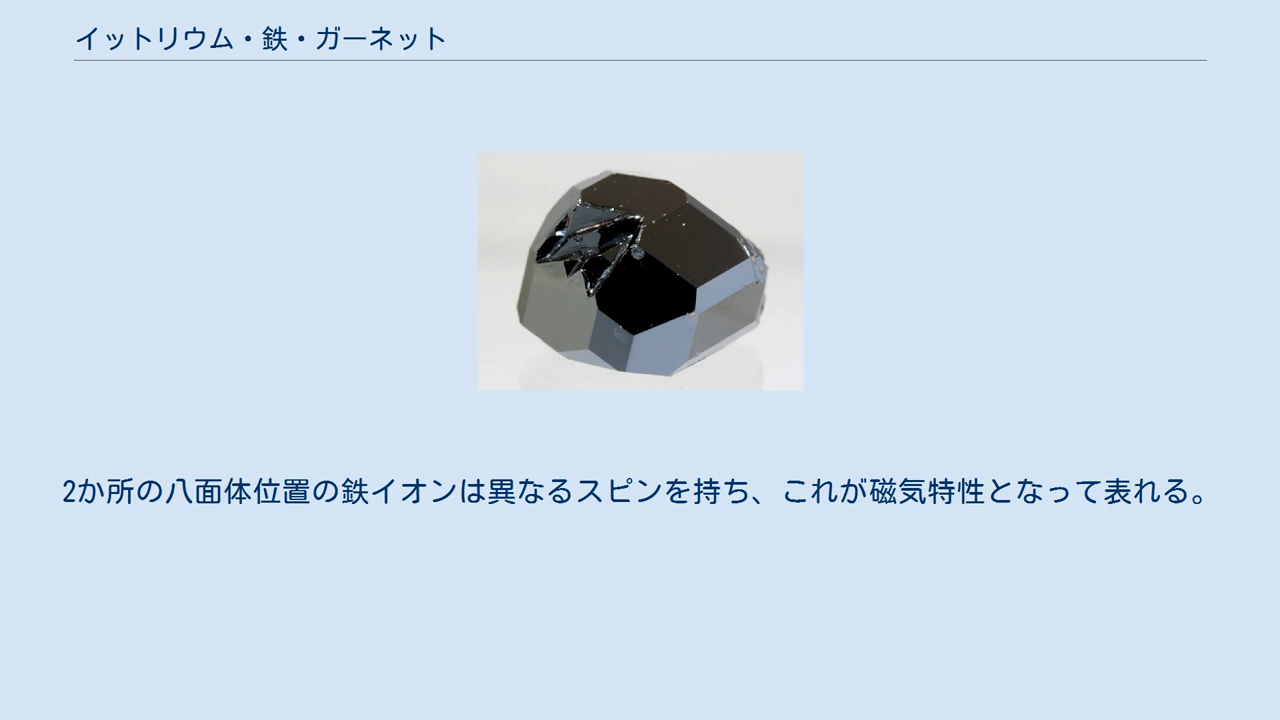 イットリウム・鉄・ガーネット
2か所の八面体位置の鉄イオンは異なるスピンを持ち、これが磁気特性となって表れる。